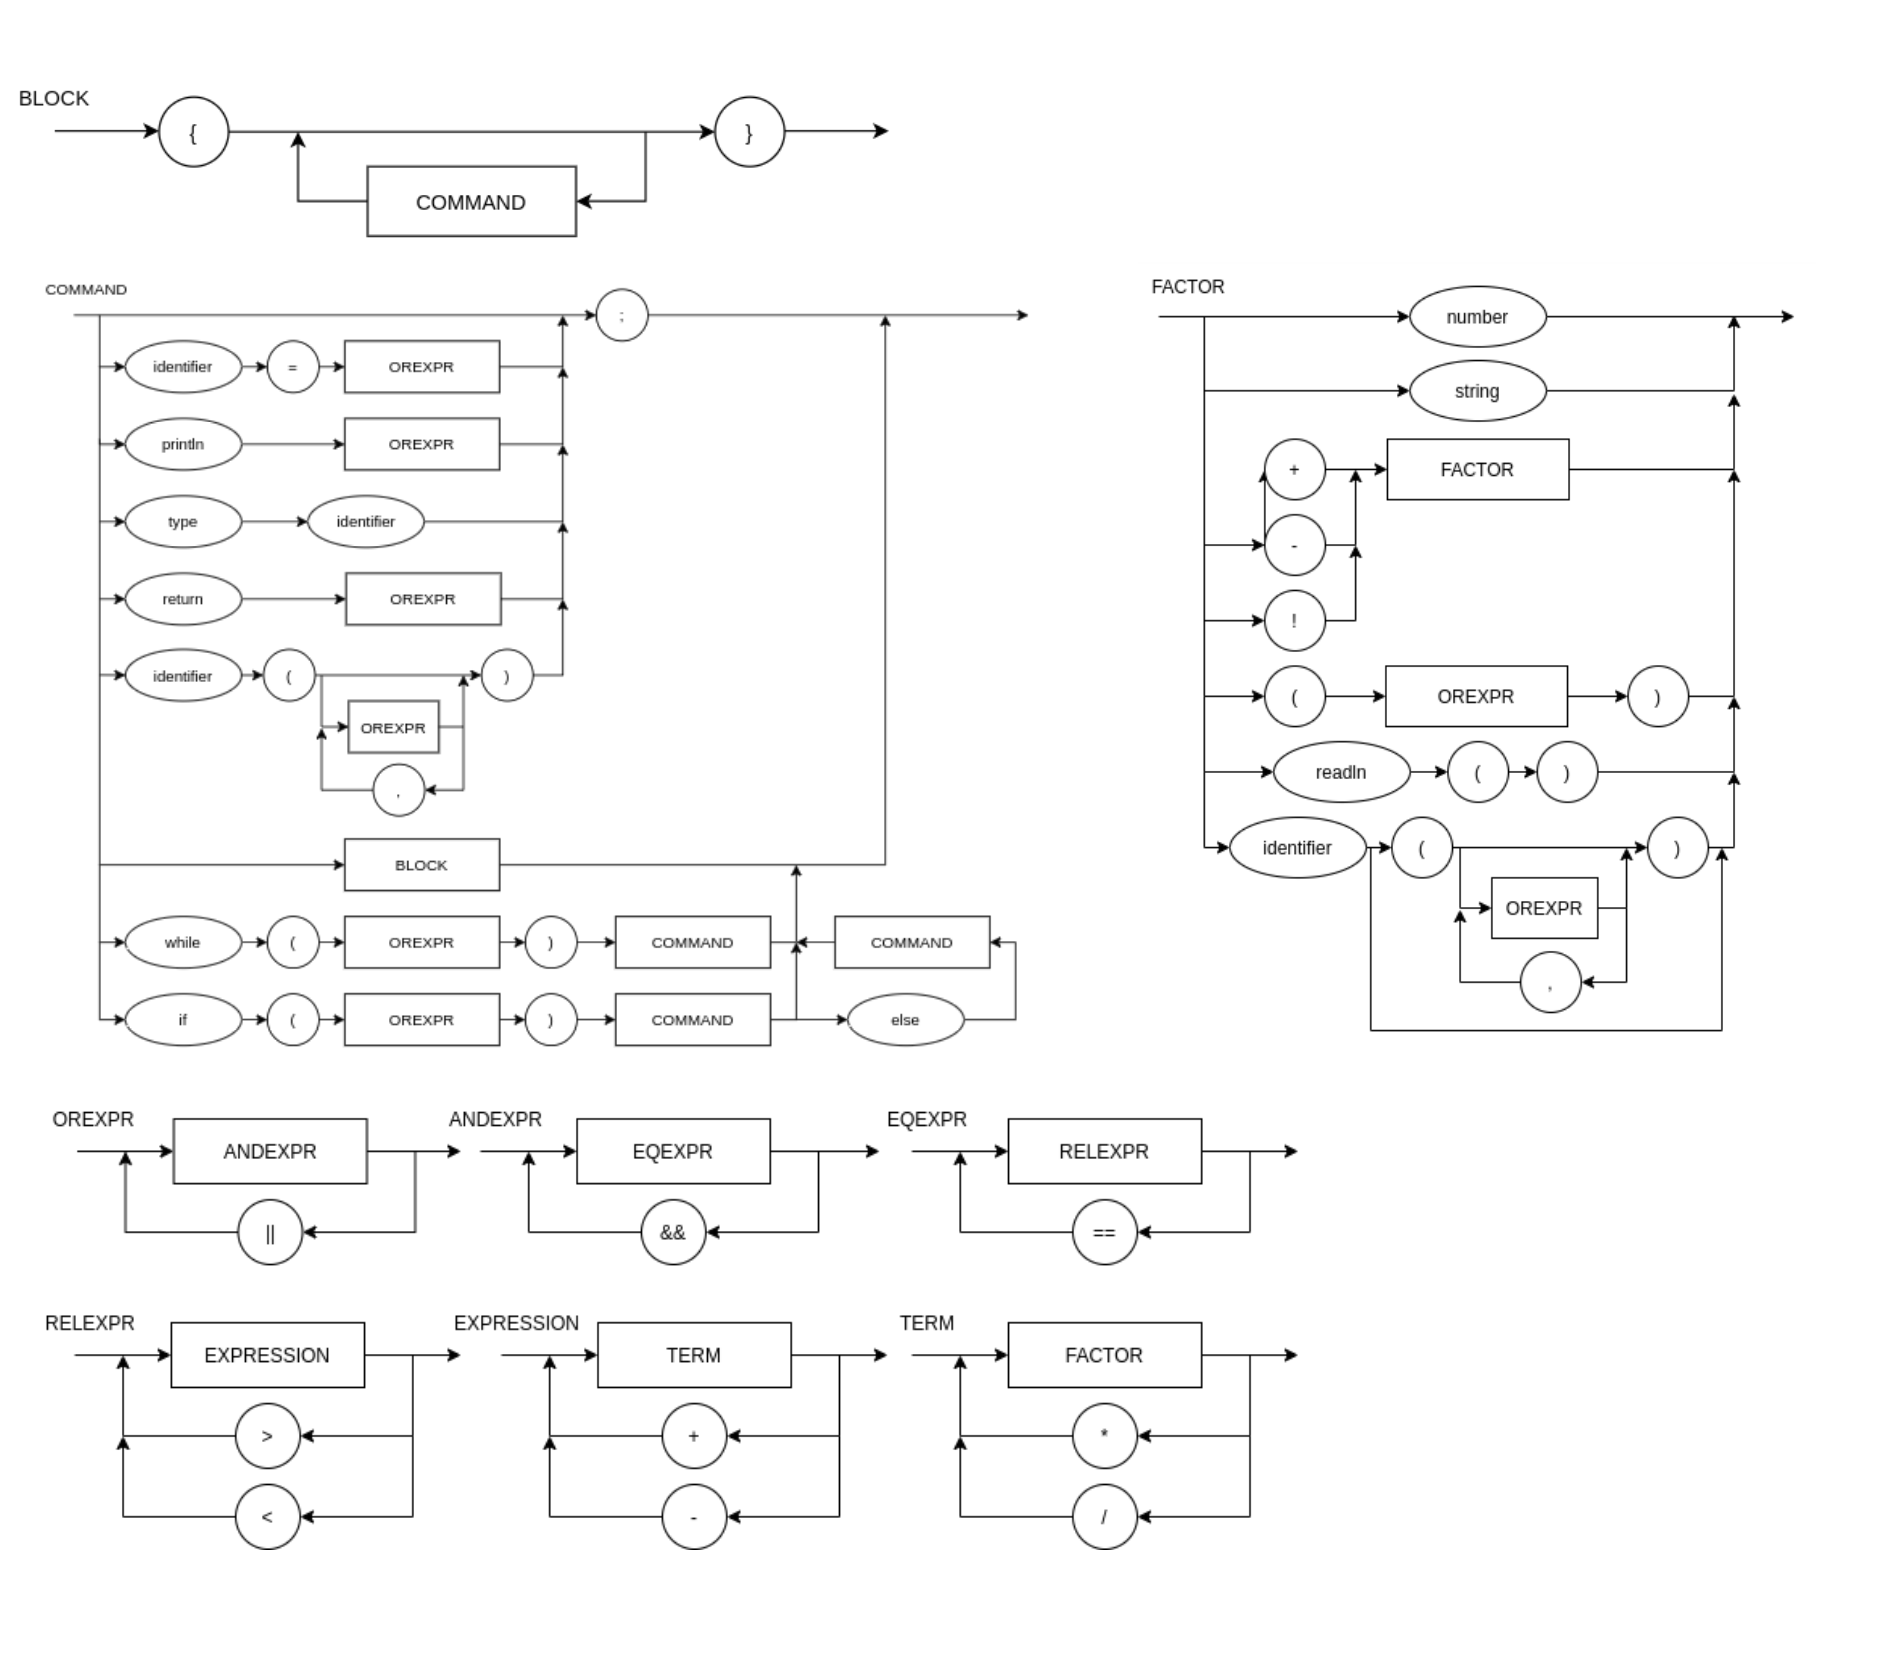 BLOCK
{ }
COMMAND
COMMAND
;
identifier = OREXPR
println OREXPR
type identifier
return OREXPR
identifier ( )
OREXPR
,
BLOCK
while ( OREXPR ) COMMAND COMMAND
if ( OREXPR ) COMMAND else
FACTOR
number
string
+ FACTOR
-
!
( OREXPR )
readln ( )
identifier ( )
OREXPR
,
OREXPR
ANDEXPR
||
ANDEXPR
EQEXPR
&&
EQEXPR
RELEXPR
==
RELEXPR
EXPRESSION
>
<
EXPRESSION
TERM
+
-
TERM
FACTOR
*
/